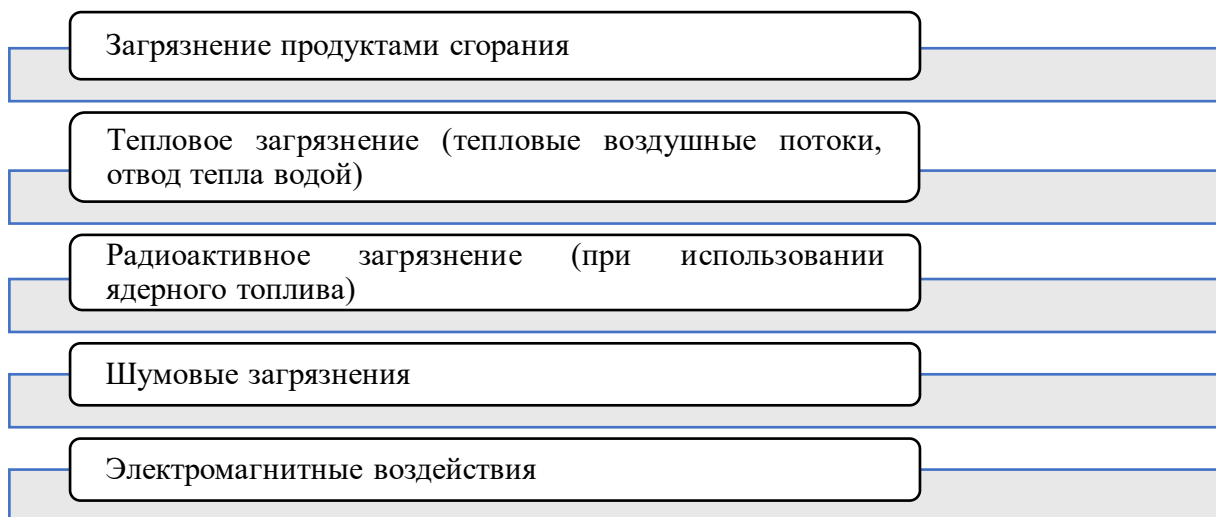 Загрязнение продуктами сгорания
Тепловое загрязнение (тепловые воздушные потоки,
отвод тепла водой)
Радиоактивное загрязнение (при использовании
ядерного топлива)
Шумовые загрязнения
Электромагнитные воздействия